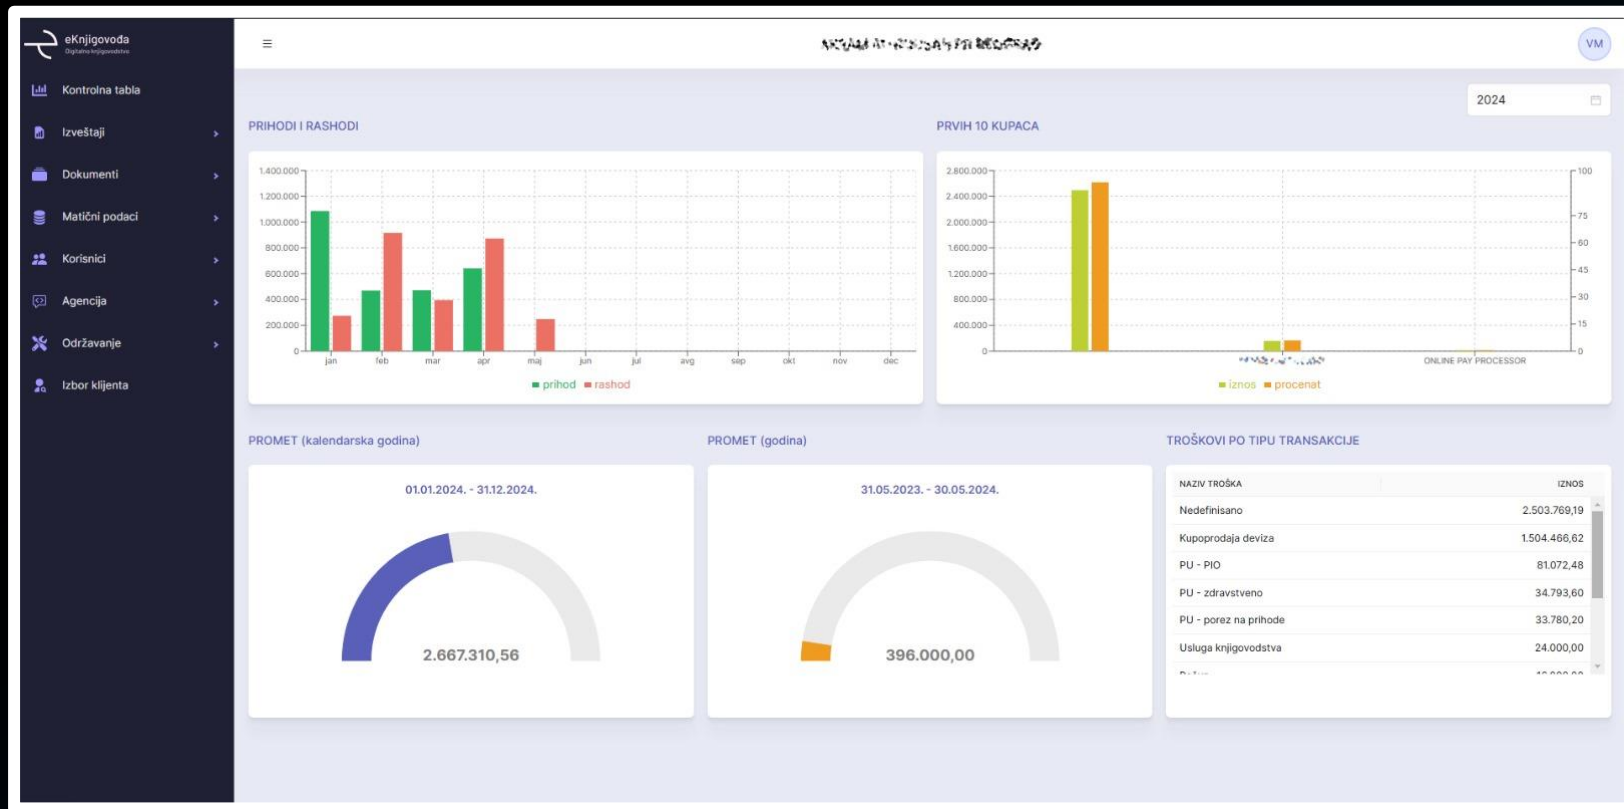 eKnjigovođa
Digitalno knjigovodstvo
Kontrolna tabla
Izveštaji
Dokumenti
Matični podaci
Korisnici
Agencija
Održavanje
Izbor klijenta
VM
2024
PRIHODI I RASHODI
1.400.000
1.200.000
1.000.000
800.000
600.000
400.000
200.000
0
jan feb mar apr maj jun jul avg sep okt nov dec
prihod rashod
PRVIH 10 KUPACA
2.800.000
2.400.000
2.000.000
1.600.000
1.200.000
800.000
400.000
0
100
75
60
45
30
15
0
ONLINE PAY PROCESSOR
iznos procenat
PROMET (kalendarska godina)
01.01.2024. - 31.12.2024.
2.667.310,56
PROMET (godina)
31.05.2023. - 30.05.2024.
396.000,00
TROŠKOVI PO TIPU TRANSAKCIJE
NAZIV TROŠKA IZNOS
Nedefinisano 2.503.769,19
Kupoprodaja deviza 1.504.466,62
PU - PIO 81.072,48
PU - zdravstveno 34.793,60
PU - porez na prihode 33.780,20
Usluga knjigovodstva 24.000,00